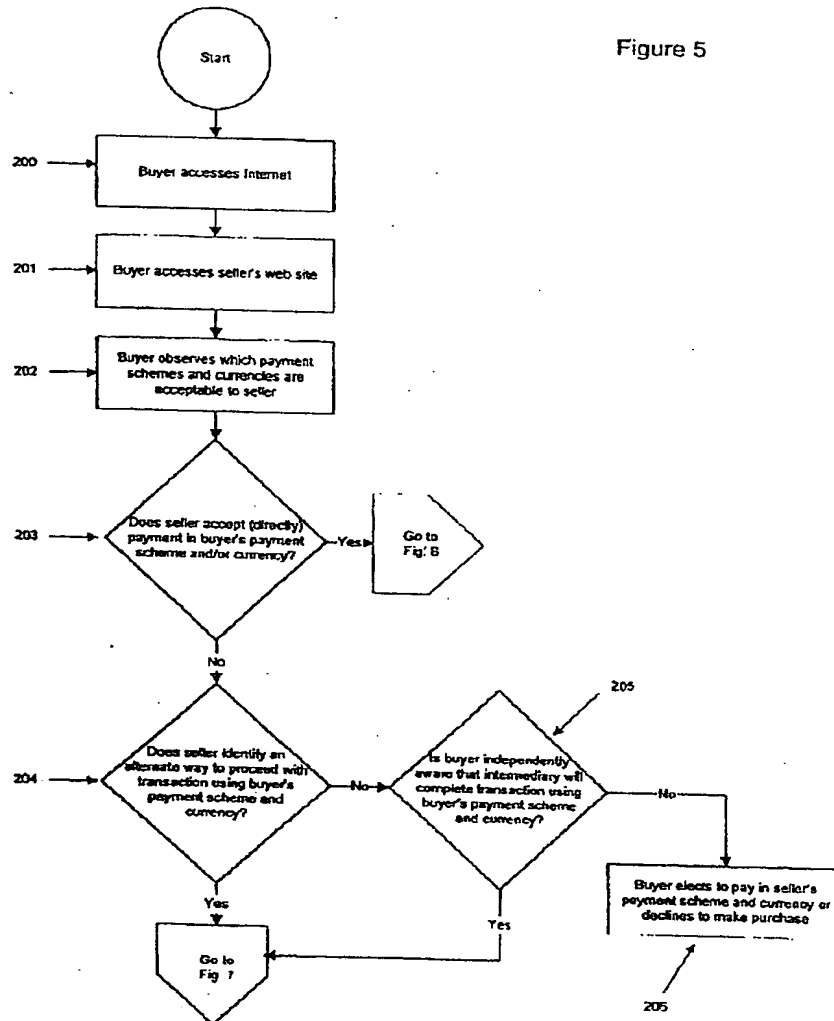 Figure 5
Start
200
Buyer accesses Internet
201
Buyer accesses seller's web site
202
Buyer observes which payment
schemes and currencies are
acceptable to seller
203
Does seller accept (directly)
payment in buyer's payment
scheme and/or currency?
Yes
Go to
Fig.
No
204
Does seller identify an
alternate way to proceed with
transaction using buyer's
payment scheme and
currency?
No
205
Is buyer independently
aware that intermediary will
complete transaction using
buyer's payment scheme
and currency?
No
Buyer elects to pay in seller's
payment scheme and currency or
declines to make purchase
205
Yes
Yes
Go to
Fig. 7